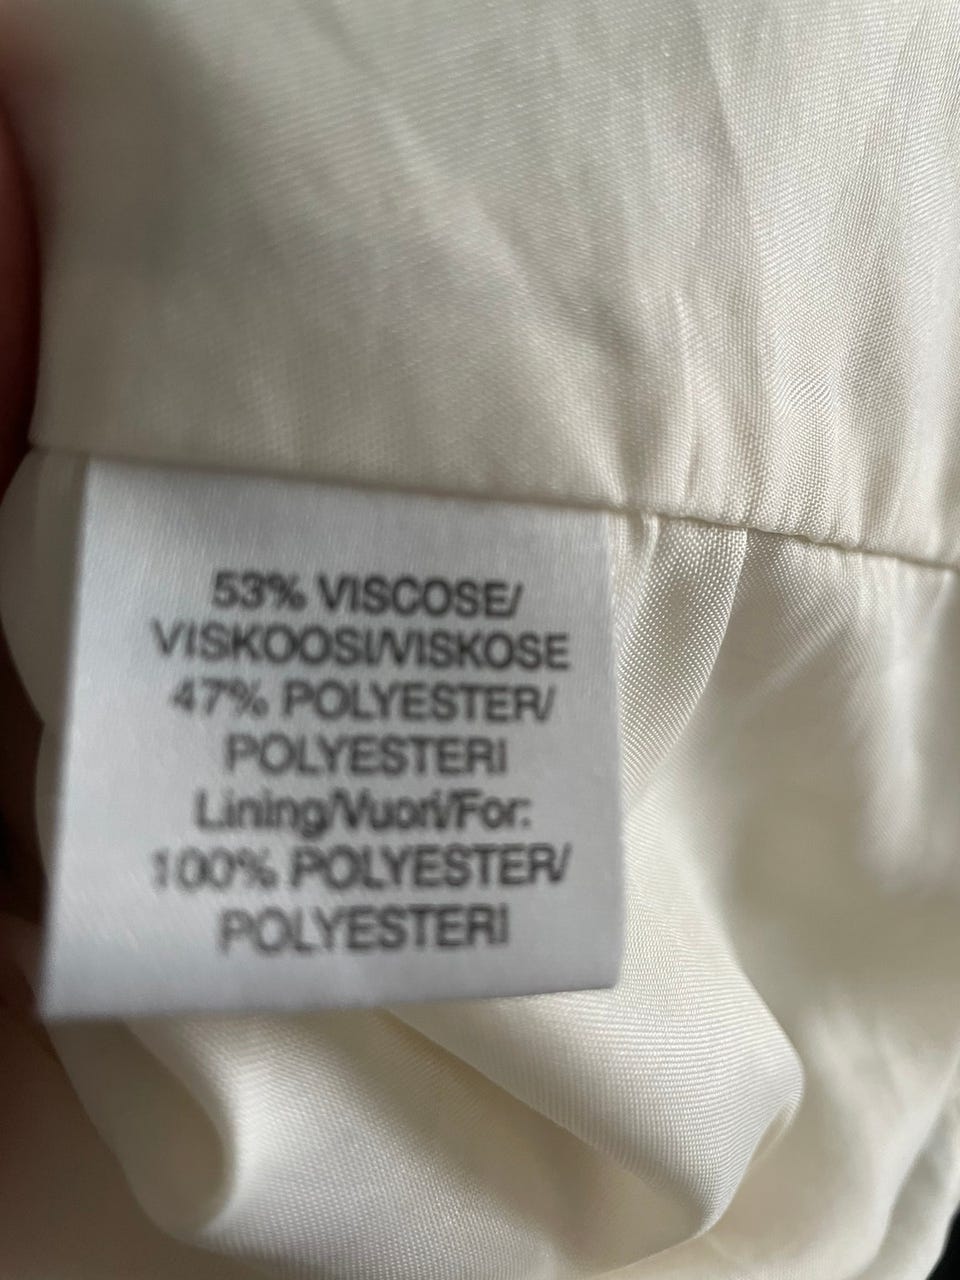 53% VISCOSE/
VISKOOSI/VISKOSE
47% POLYESTER/
POLYESTERI
Lining/Vuori/For:
100% POLYESTER/
POLYESTERI